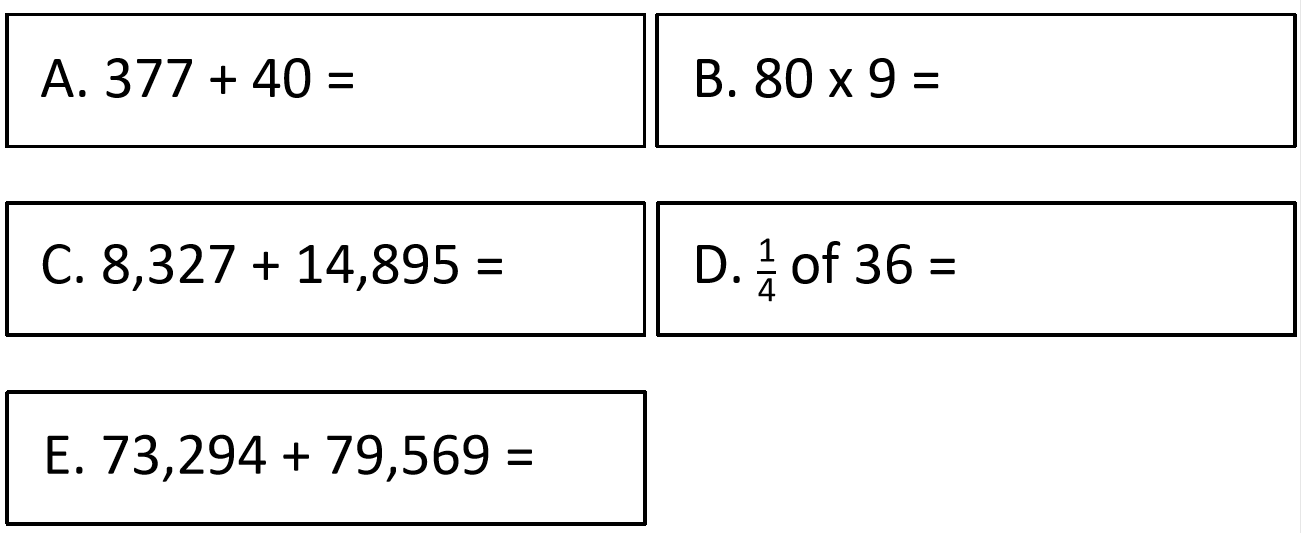 A. 377 + 40 =
B. 80 x 9 =
C. 8,327 + 14,895 =
D. 1/4 of 36 =
E. 73,294 + 79,569 =